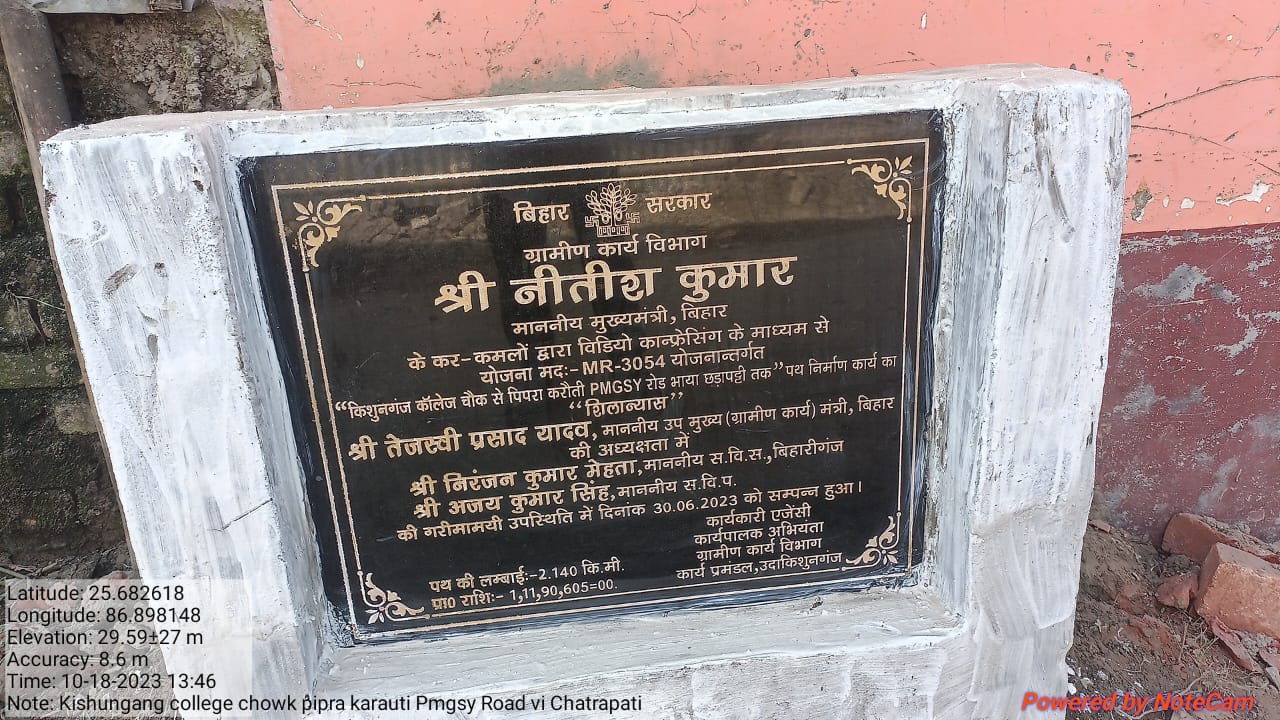 बिहार सरकार
ग्रामीण कार्य विभाग
श्री नीतीश कुमार
माननीय मुख्यमंत्री, बिहार
के कर-कमलों द्वारा विडियो कान्फ्रेसिंग के माध्यम से
योजना मदः- MR-3054 योजनान्तर्गत
“किशुनगंज कॉलेज चौक से पिपरा करौती PMGSY रोड भाया छड़ापट्टी तक” पथ निर्माण कार्य का
“शिलान्यास”
श्री तेजस्वी प्रसाद यादव, माननीय उप मुख्य (ग्रामीण कार्य) मंत्री, बिहार
की अध्यक्षता में
श्री निरंजन कुमार मेहता, माननीय स.वि.स., बिहारीगंज
श्री अजय कुमार सिंह, माननीय स.वि.प.
की गरीमामयी उपस्थिति में दिनांक 30.06.2023 को सम्पन्न हुआ।
पथ की लम्बाईः-2.140 कि.मी.
प्रा0 राशिः- 1,11,90,605=00.
कार्यकारी एजेंसी
कार्यपालक अभियंता
ग्रामीण कार्य विभाग
कार्य प्रमंडल, उदाकिशुनगंज
Latitude: 25.682618
Longitude: 86.898148
Elevation: 29.59±27 m
Accuracy: 8.6 m
Time: 10-18-2023 13:46
Note: Kishungang college chowk pipra karauti Pmgsy Road vi Chatrapati
Powered by NoteCam